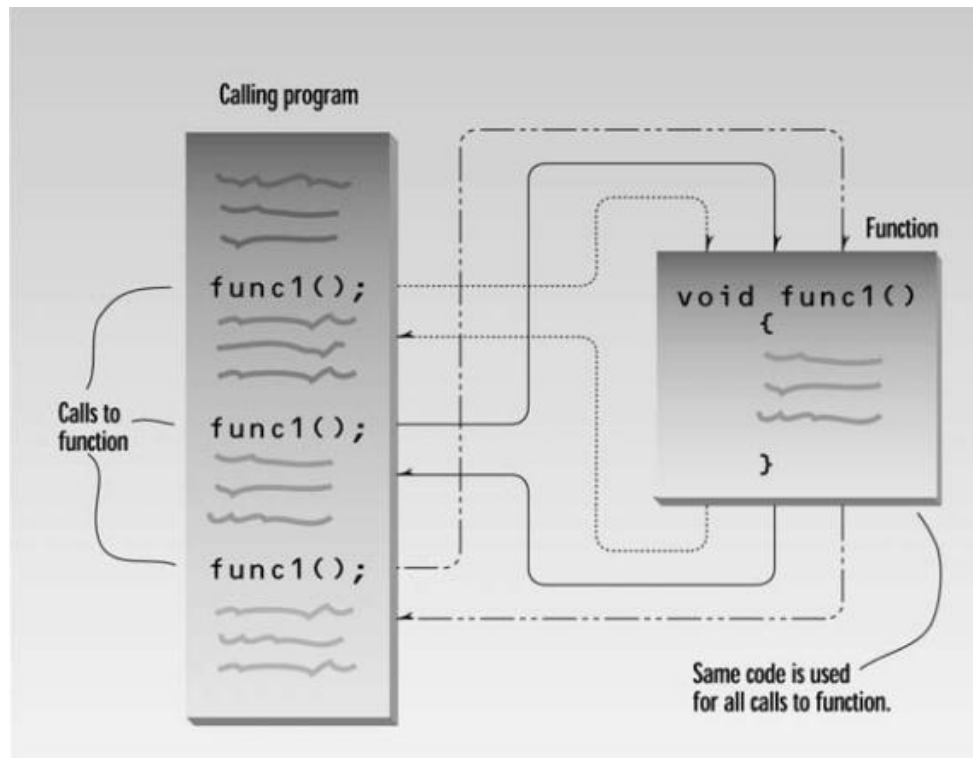 Calling program
Function
func1();
void func1()
{
Calls to
function
func1();
}
func1();
Same code is used
for all calls to function.